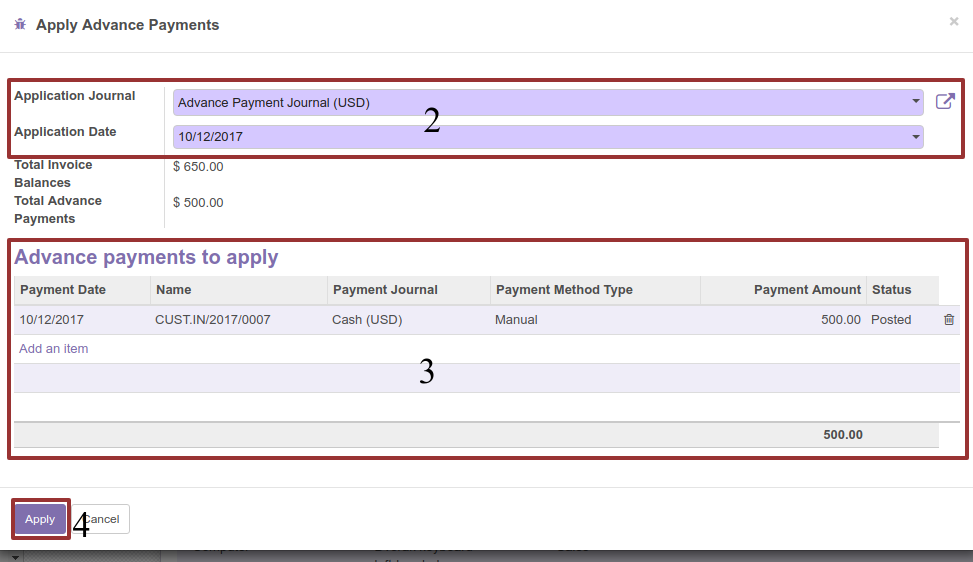 Apply Advance Payments
×
Application Journal
Advance Payment Journal (USD)
2
Application Date
10/12/2017
Total Invoice
Balances
$ 650.00
Total Advance
Payments
$ 500.00
Advance payments to apply
Payment Date Name Payment Journal Payment Method Type Payment Amount Status
10/12/2017 CUST.IN/2017/0007 Cash (USD) Manual 500.00 Posted
Add an item
3
500.00
Apply
4
Cancel